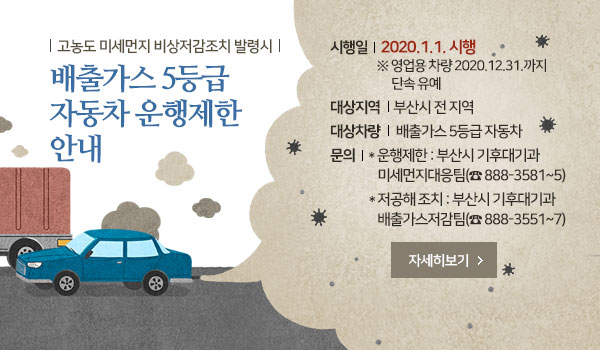 | 고농도 미세먼지 비상저감조치 발령시 |
배출가스 5등급
자동차 운행제한
안내
시행일 | 2020.1.1. 시행
※ 영업용 차량 2020.12.31.까지
단속 유예
대상지역 | 부산시 전 지역
대상차량 | 배출가스 5등급 자동차
문의 | * 운행제한 : 부산시 기후대기과
미세먼지대응팀(☎ 888-3581~5)
* 저공해 조치 : 부산시 기후대기과
배출가스저감팀(☎ 888-3551~7)
자세히보기 >